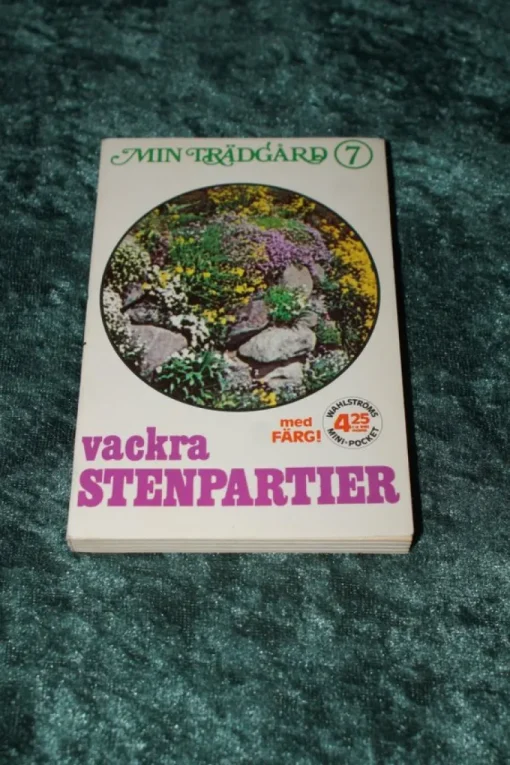 MIN TRÄDGÅRD 7
med
FÄRG!
WAHLSTRÖMS
4 25
MINI-POCKET
vackra
STENPARTIER